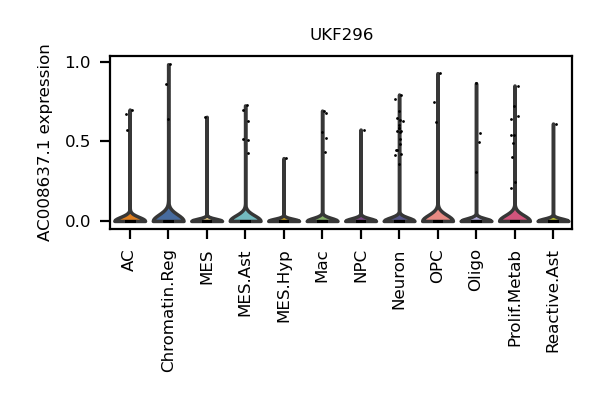 UKF296
AC008637.1 expression
1.0
0.5
0.0
AC
Chromatin.Reg
MES
MES.Ast
MES.Hyp
Mac
NPC
Neuron
OPC
Oligo
Prolif.Metab
Reactive.Ast